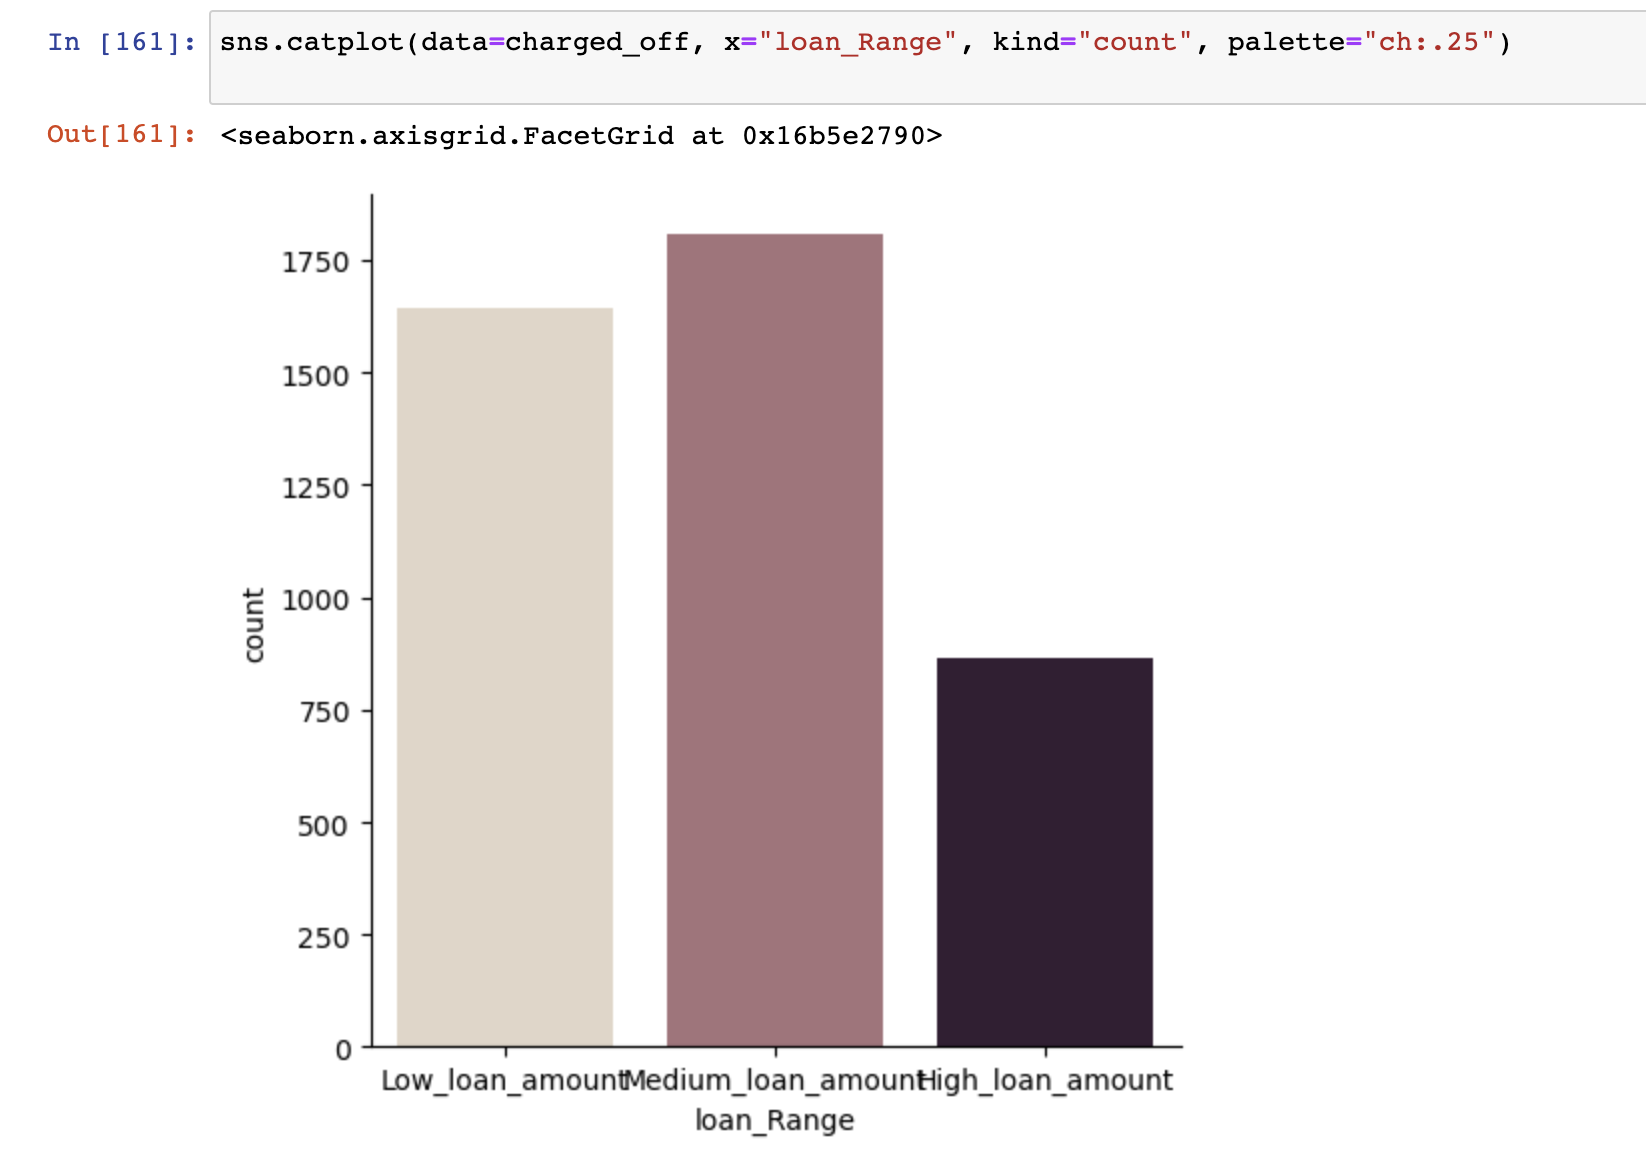 In [161]: sns.catplot(data=charged_off, x="loan_Range", kind="count", palette="ch:.25")
Out[161]: <seaborn.axisgrid.FacetGrid at 0x16b5e2790>
1750
1500
1250
1000
750
500
250
0
count
Low_loan_amount Medium_loan_amount High_loan_amount
loan_Range